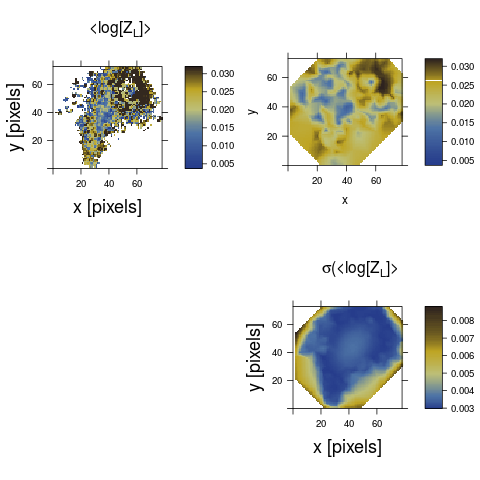 <log[Z_L]>
60
40
20
20 40 60
x [pixels]
y [pixels]
0.030
0.025
0.020
0.015
0.010
0.005
60
40
20
20 40 60
x
y
0.030
0.025
0.020
0.015
0.010
0.005
σ(<log[Z_L]>
60
40
20
20 40 60
x [pixels]
y [pixels]
0.008
0.007
0.006
0.005
0.004
0.003